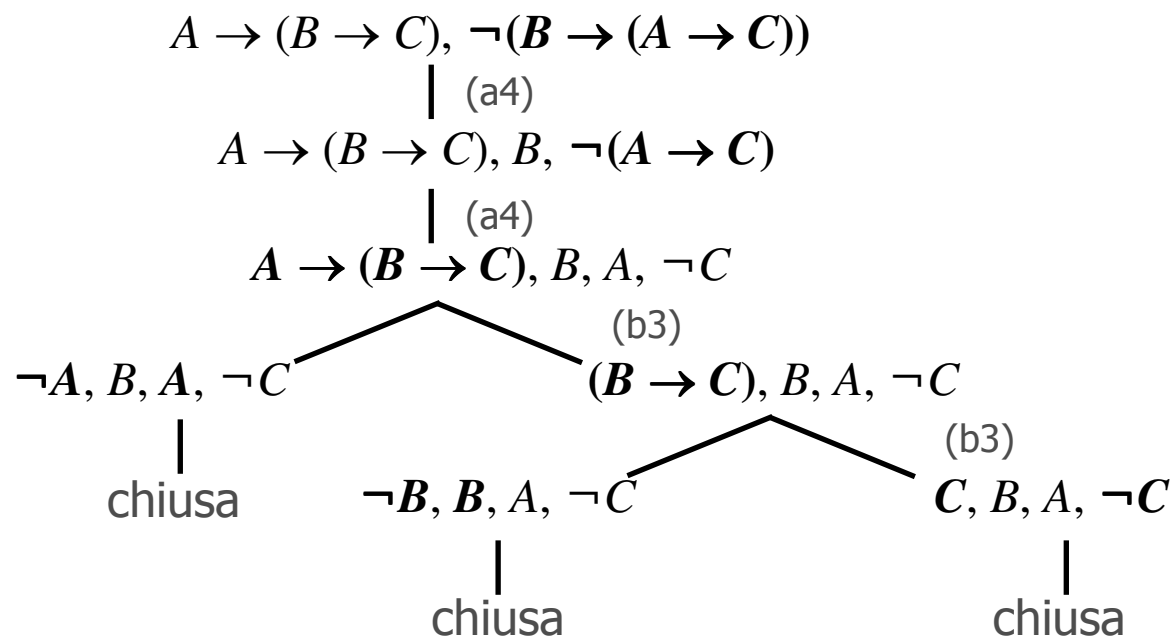 A → (B → C), ¬(B → (A → C))
(a4)
A → (B → C), B, ¬(A → C)
(a4)
A → (B → C), B, A, ¬C
(b3)
¬A, B, A, ¬C (B → C), B, A, ¬C
(b3)
chiusa ¬B, B, A, ¬C C, B, A, ¬C
chiusa chiusa